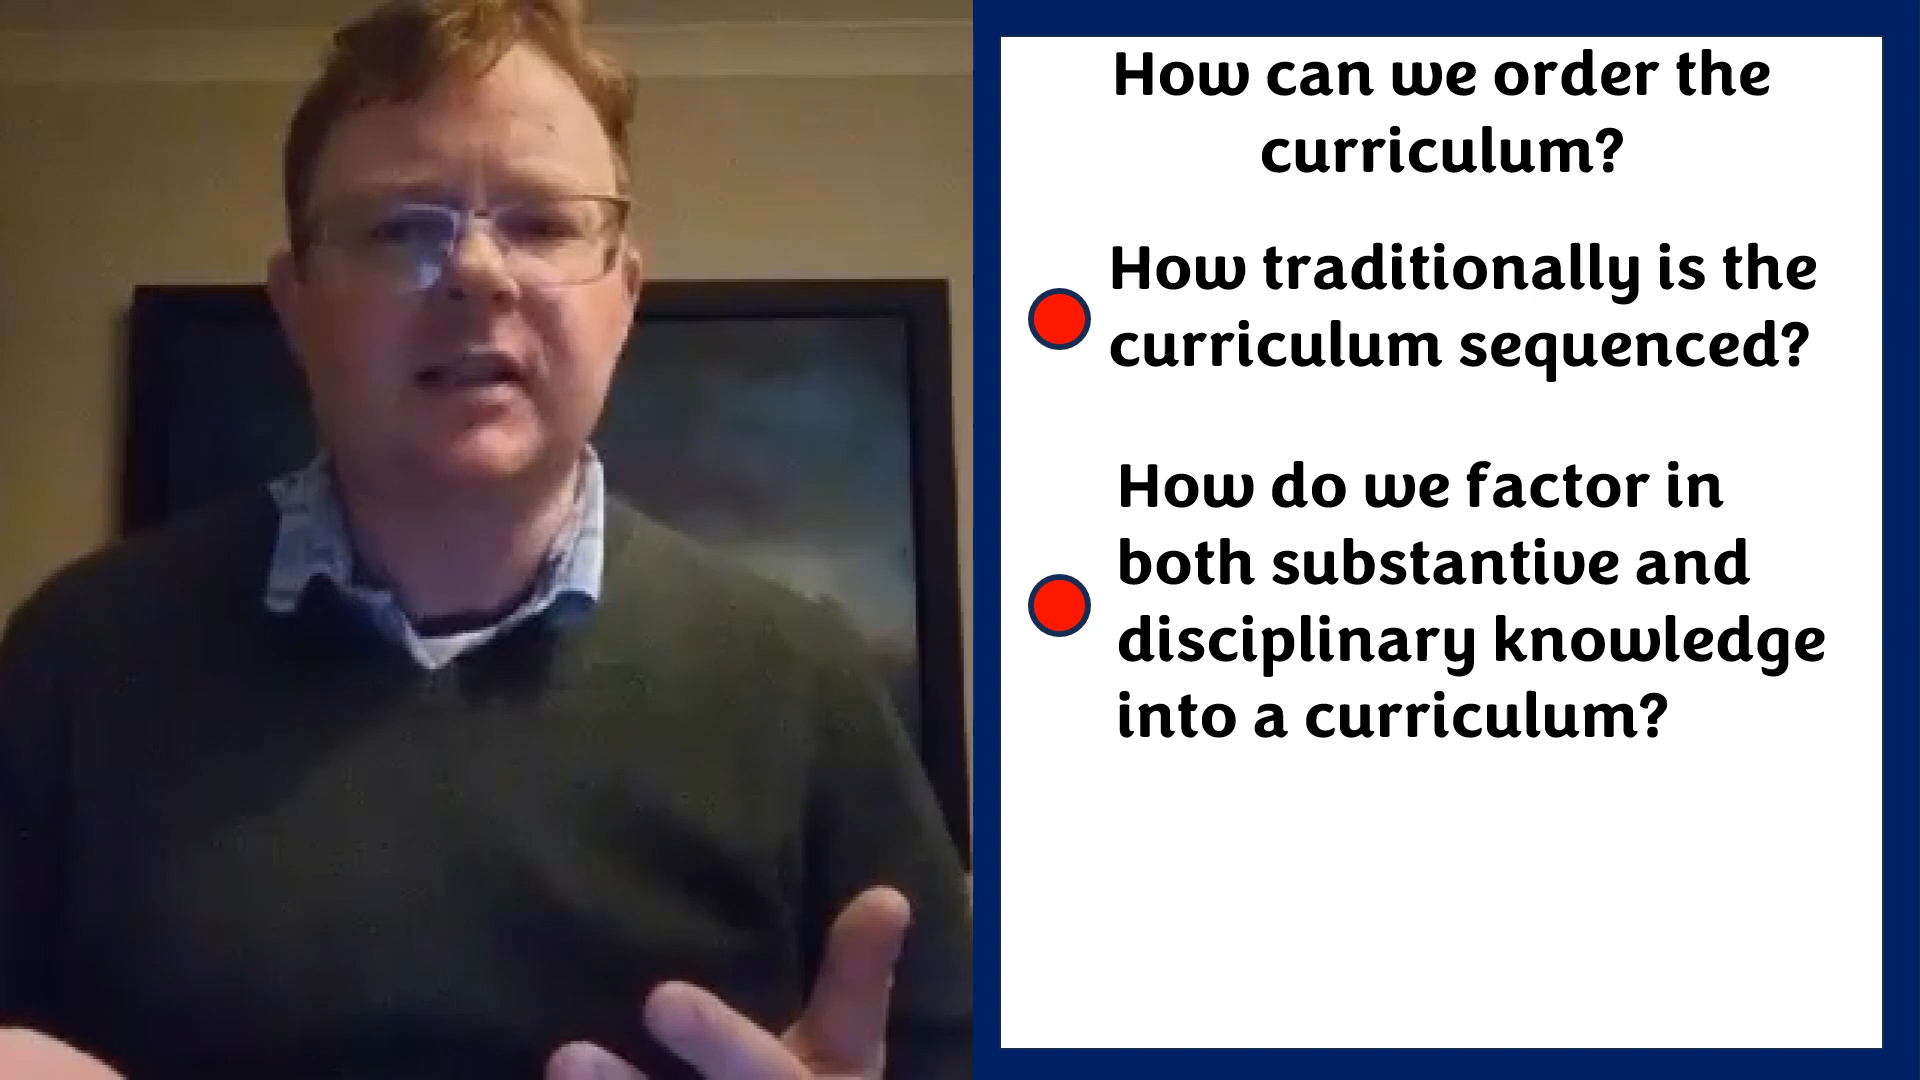 How can we order the
curriculum?
How traditionally is the
curriculum sequenced?
How do we factor in
both substantive and
disciplinary knowledge
into a curriculum?